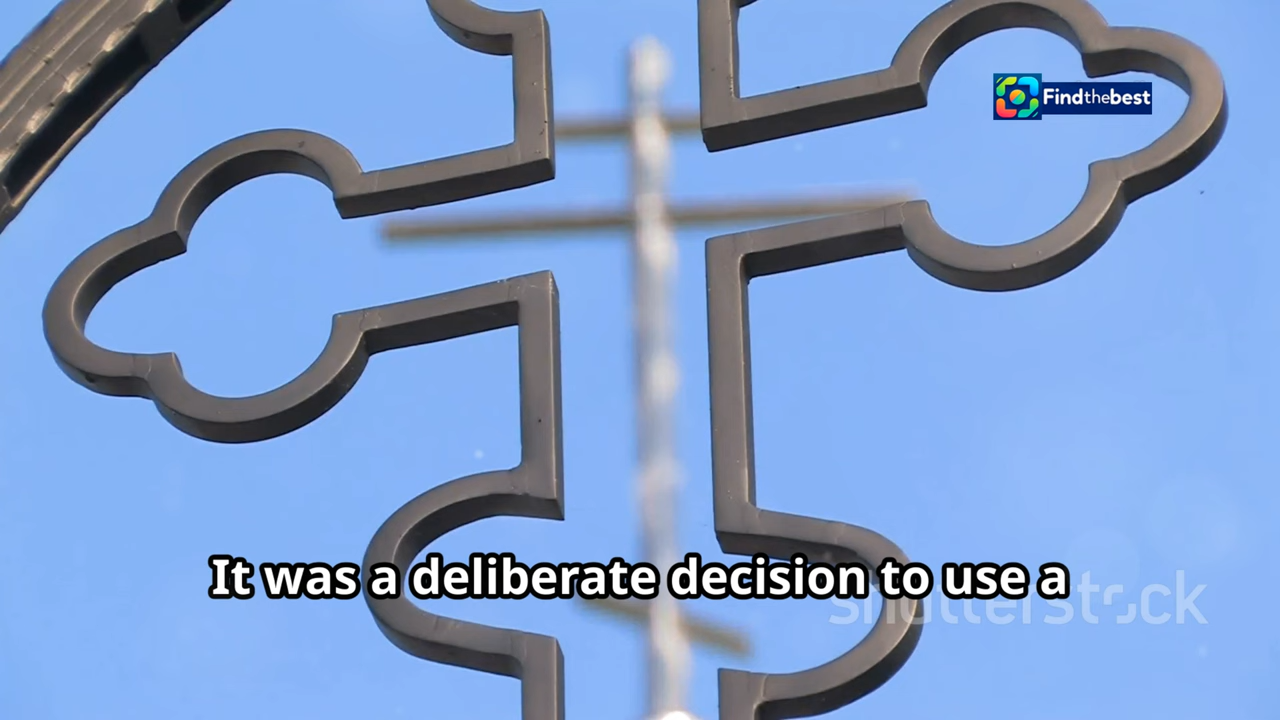 Findthebest
It was a deliberate decision to use a
shutterstock